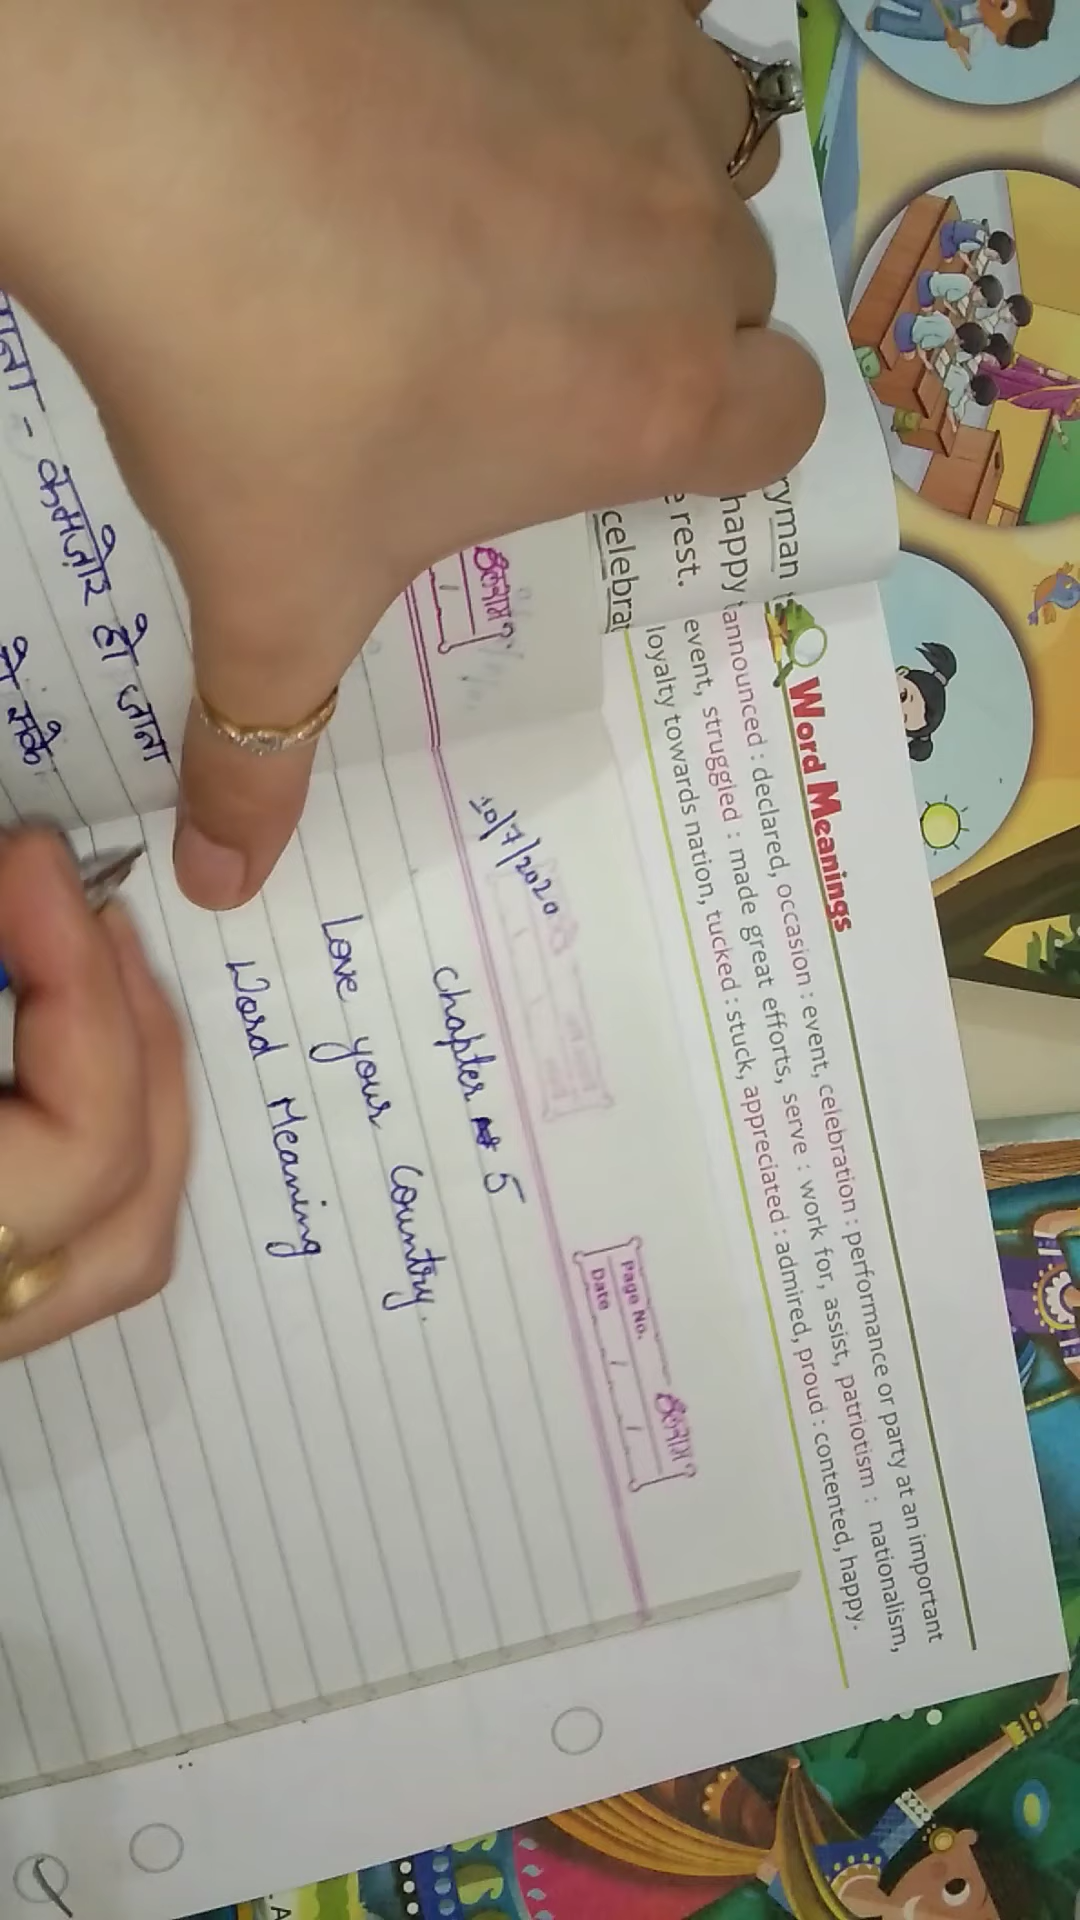 Word Meanings
announced : declared, occasion : event, celebration : performance or party at an important
event, struggled : made great efforts, serve : work for, assist, patriotism : nationalism,
loyalty towards nation, tucked : stuck, appreciated : admired, proud : contented, happy.
ryman
happy
e rest.
celebrat
Page No.
Date
10/7/2020
Chapter 5
Love your Country.
Word Meaning
कमज़ोर हो जाना